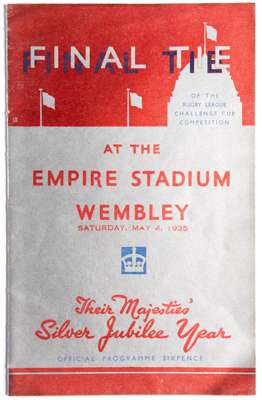 FINAL TIE
OF THE
RUGBY LEAGUE
CHALLENGE CUP
COMPETITION
AT THE
EMPIRE STADIUM
WEMBLEY
SATURDAY, MAY 4, 1935
Their Majesties'
Silver Jubilee Year
OFFICIAL PROGRAMME SIXPENCE